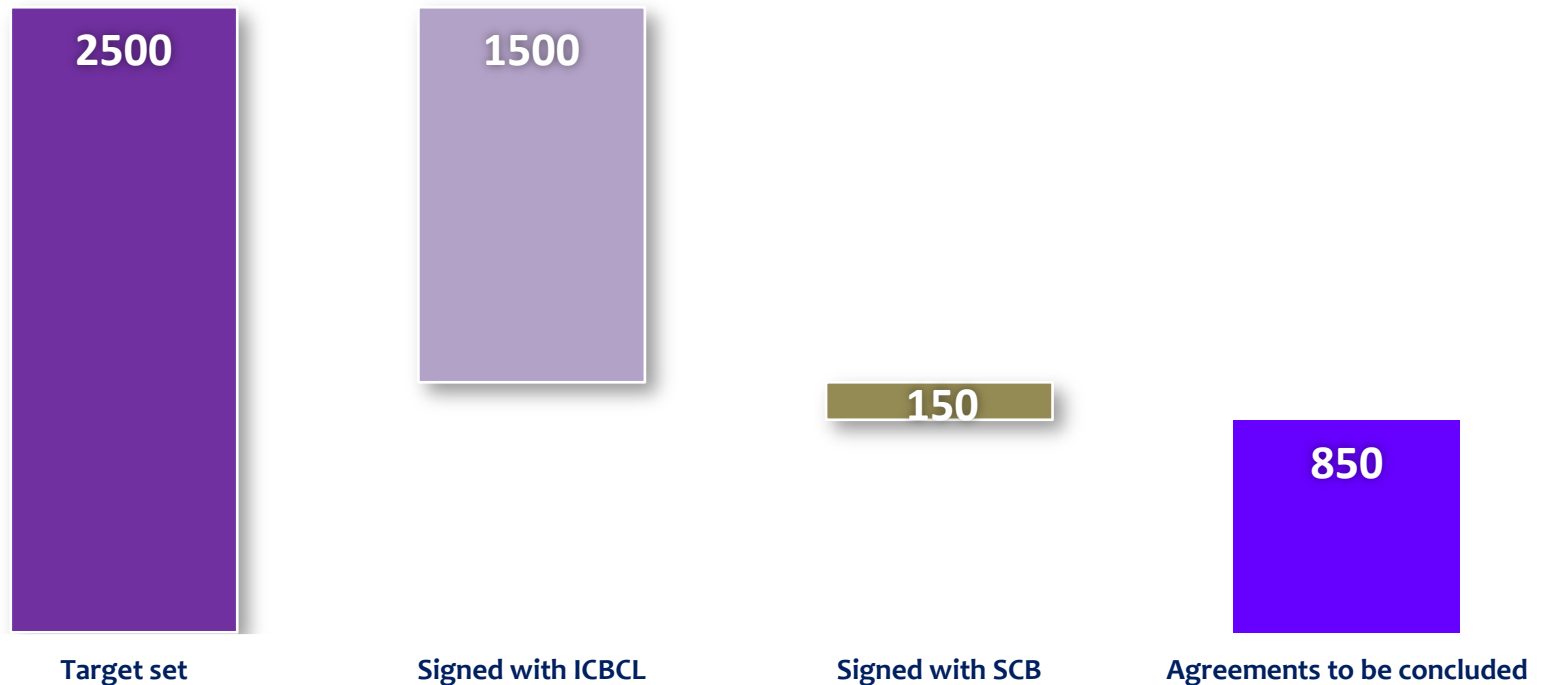 2500
1500
150
850
Target set
Signed with ICBCL
Signed with SCB
Agreements to be concluded